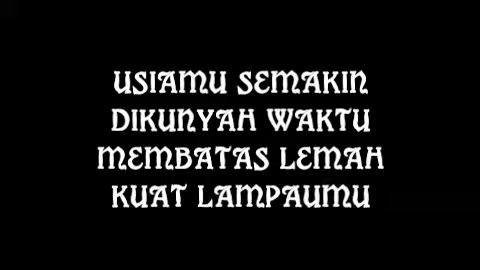 USIAMU SEMAKIN
DIKUNYAH WAKTU
MEMBATAS LEMAH
KUAT LAMPAUMU